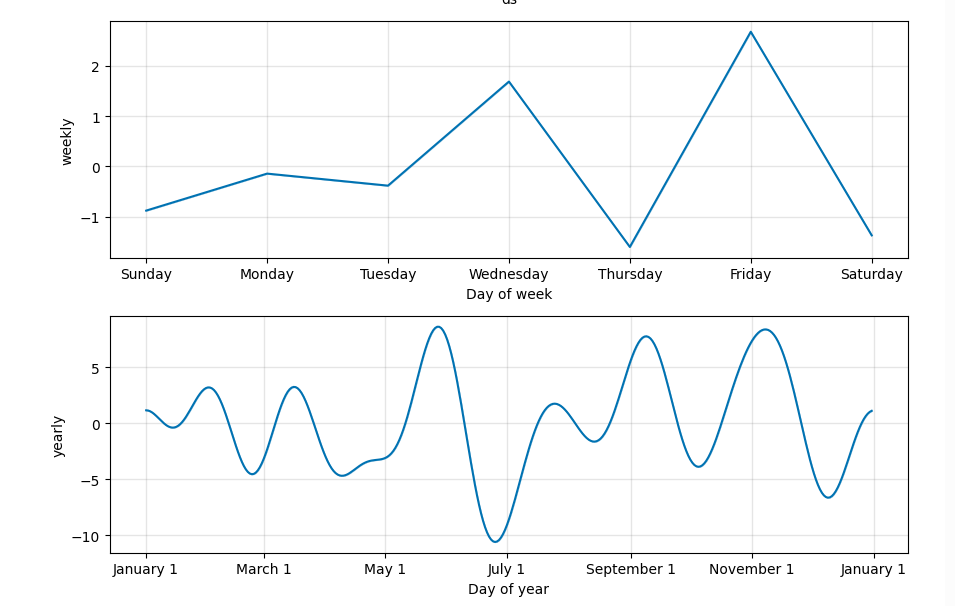 ds
2
1
0
−1
weekly
Sunday Monday Tuesday Wednesday Thursday Friday Saturday
Day of week
5
0
−5
−10
yearly
January 1 March 1 May 1 July 1 September 1 November 1 January 1
Day of year